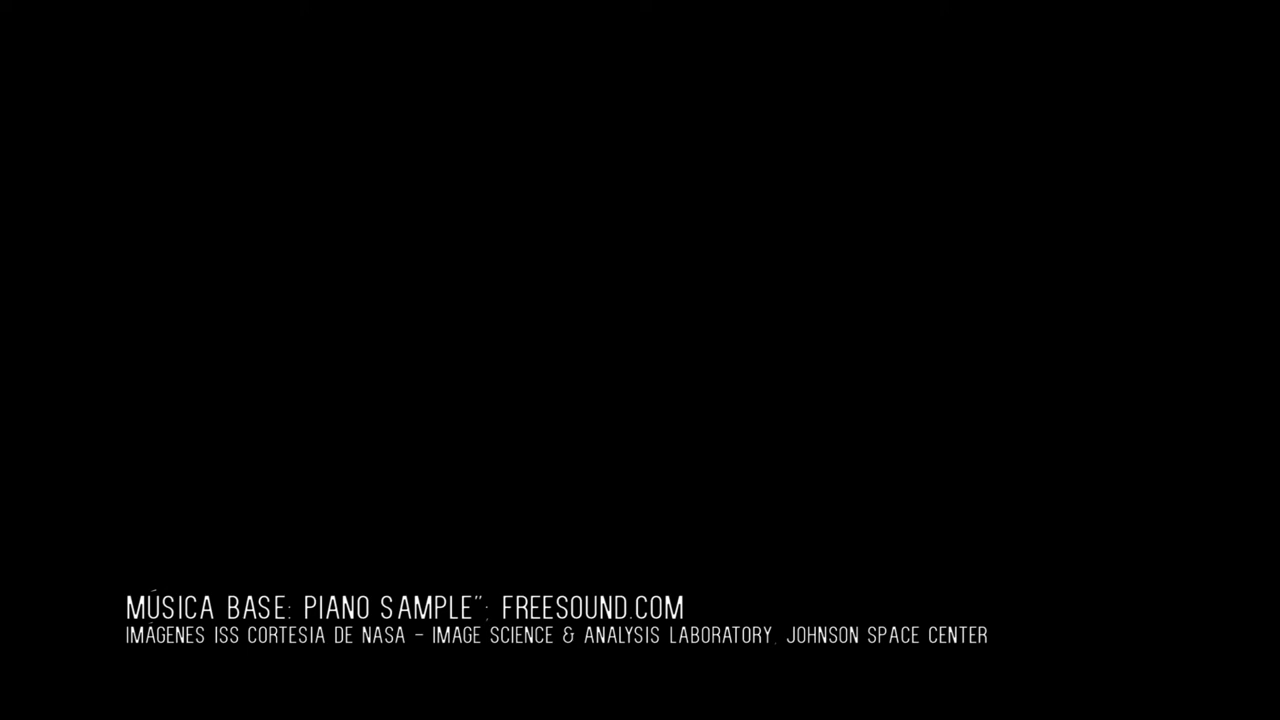 MÚSICA BASE: PIANO SAMPLE"; FREESOUND.COM
IMÁGENES ISS CORTESIA DE NASA - IMAGE SCIENCE & ANALYSIS LABORATORY, JOHNSON SPACE CENTER